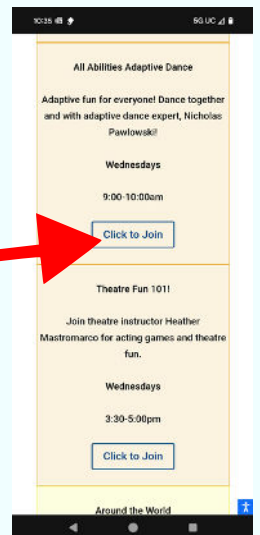 10:35
5G UC
All Abilities Adaptive Dance
Adaptive fun for everyone! Dance together
and with adaptive dance expert, Nicholas
Pawlowski!
Wednesdays
9:00-10:00am
Click to Join
Theatre Fun 101!
Join theatre instructor Heather
Mastromarco for acting games and theatre
fun.
Wednesdays
3:30-5:00pm
Click to Join
Around the World